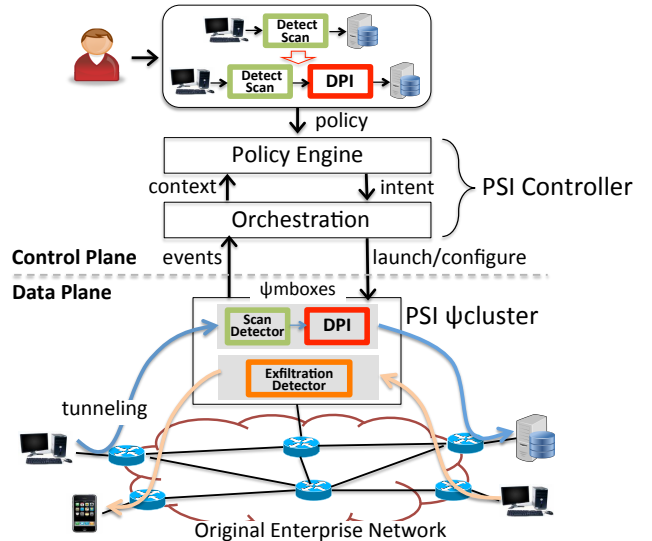 Detect
Scan
Detect
Scan
DPI
policy
Policy Engine
context
intent
PSI Controller
Orchestration
Control Plane
events
launch/configure
Data Plane
ψmboxes
PSI ψcluster
Scan
Detector
DPI
Exfiltration
Detector
tunneling
Original Enterprise Network